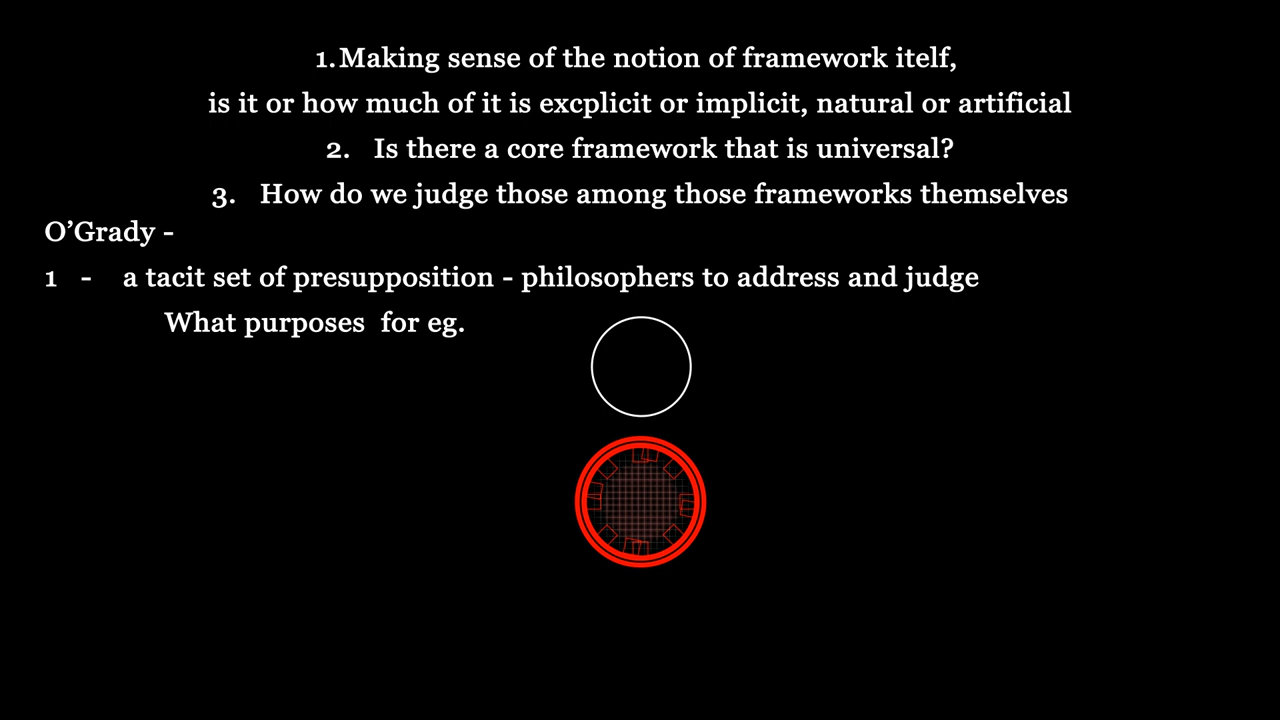 1. Making sense of the notion of framework itelf,
is it or how much of it is excplicit or implicit, natural or artificial
2. Is there a core framework that is universal?
3. How do we judge those among those frameworks themselves
O’Grady -
1 - a tacit set of presupposition - philosophers to address and judge
What purposes for eg.